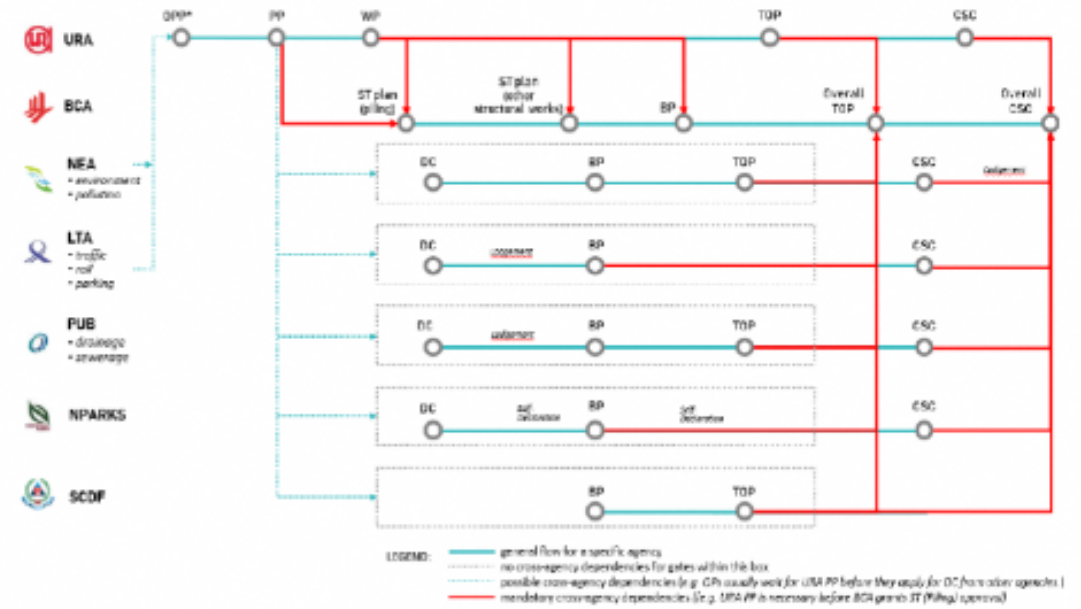 OPP* PP WP TOP CSC
URA
ST plan (piling) ST plan (other structural works) BP Overall TOP Overall CSC
BCA
NEA
• environment
• pollution
DC BP TOP CSC
LTA
• traffic
• rail
• parking
DC BP CSC
PUB
• drainage
• sewerage
DC BP TOP CSC
NPARKS
DC Self Declaration BP Self Declaration CSC
SCDF
BP TOP
LEGEND:
general flow for a specific agency
no cross-agency dependencies for gates within this box
possible cross-agency dependencies (e.g. QPs usually wait for URA PP before they apply for DC from other agencies )
mandatory cross-agency dependencies (e.g. URA PP is necessary before BCA grants ST (Piling) approval)